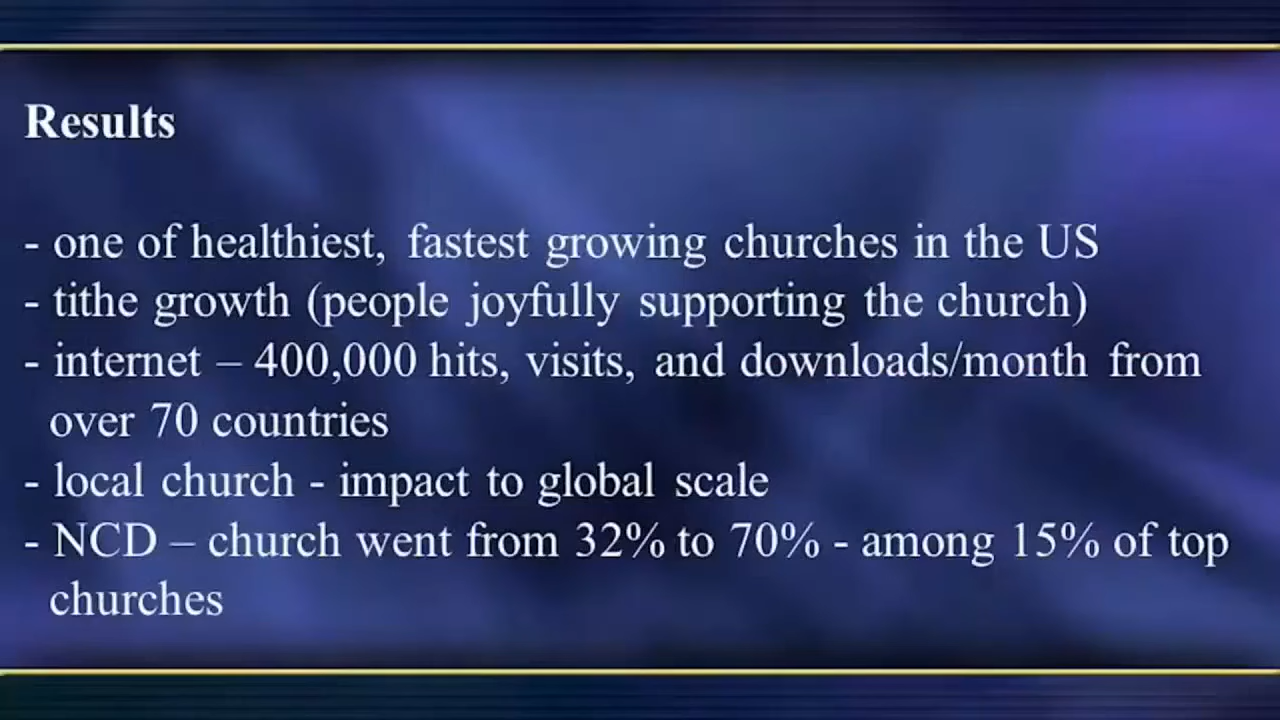 Results
- one of healthiest, fastest growing churches in the US
- tithe growth (people joyfully supporting the church)
- internet – 400,000 hits, visits, and downloads/month from
over 70 countries
- local church - impact to global scale
- NCD – church went from 32% to 70% - among 15% of top
churches